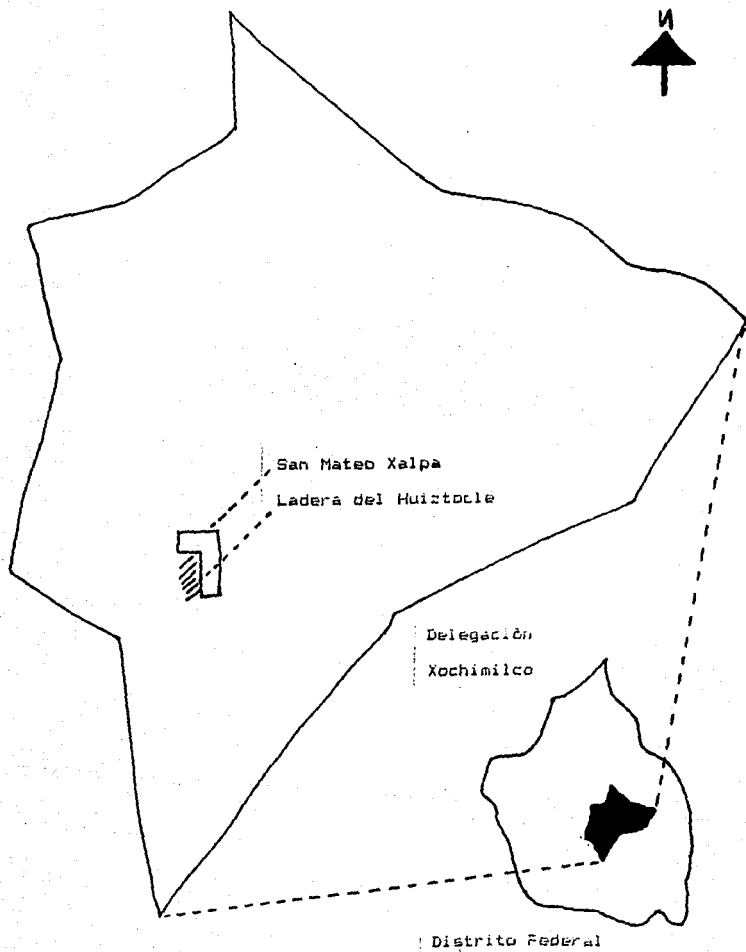 N
San Mateo Xalpa
Ladera del Huiztocle
Delegación
Xochimilco
Distrito Federal